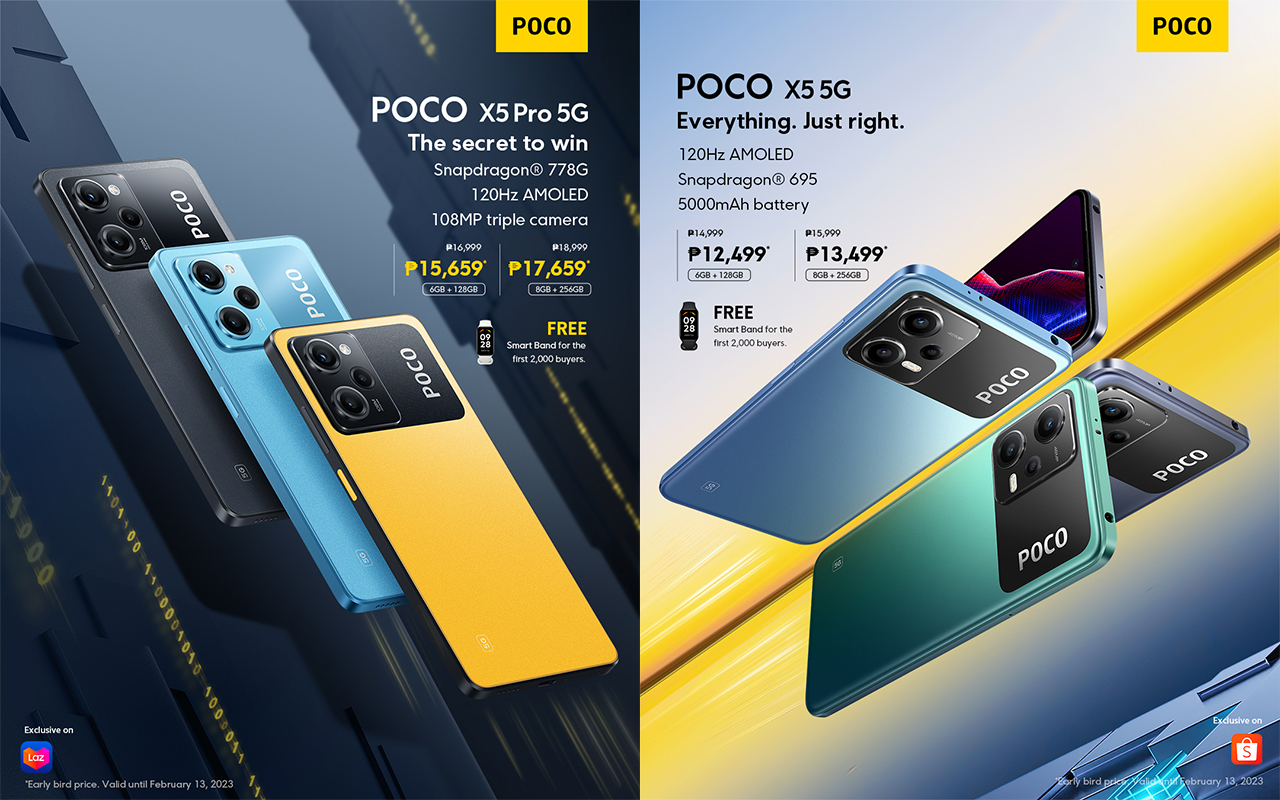 POCO
POCO X5 Pro 5G
The secret to win
Snapdragon® 778G
120Hz AMOLED
108MP triple camera
₱16,999 ₱18,999
₱15,659* ₱17,659*
6GB + 128GB 8GB + 256GB
09
28
FREE
Smart Band for the
first 2,000 buyers.
POCO
POCO
POCO
5G
5G
5G
Exclusive on
Laz
*Early bird price. Valid until February 13, 2023
POCO
POCO X5 5G
Everything. Just right.
120Hz AMOLED
Snapdragon® 695
5000mAh battery
₱14,999 ₱15,999
₱12,499* ₱13,499*
6GB + 128GB 8GB + 256GB
09
28
FREE
Smart Band for the
first 2,000 buyers.
POCO
POCO
POCO
5G
5G
Exclusive on
S
*Early bird price. Valid until February 13, 2023